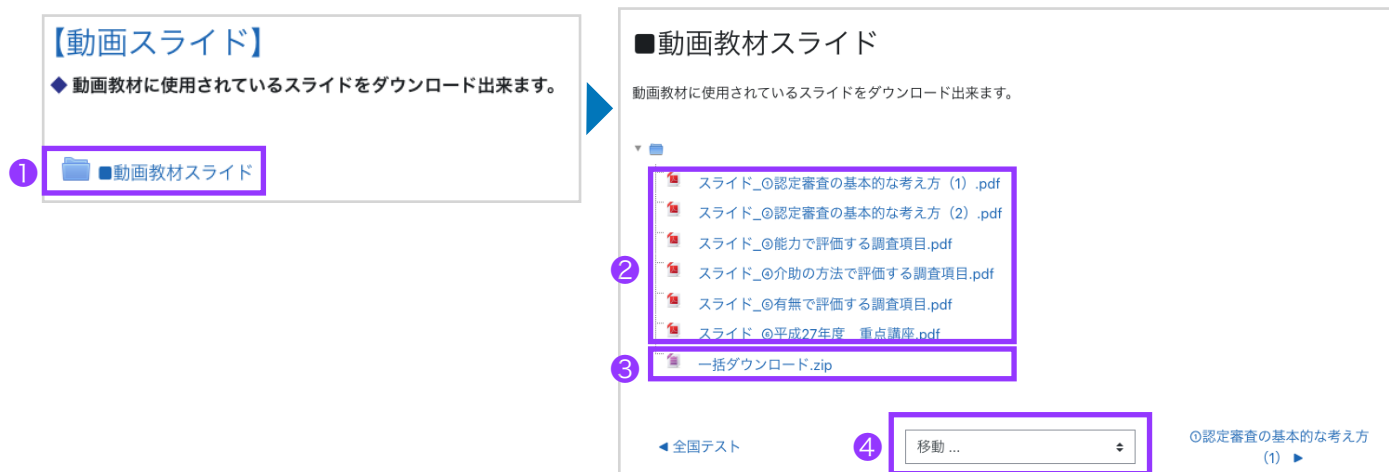 【動画スライド】
◆ 動画教材に使用されているスライドをダウンロード出来ます。
❶
■動画教材スライド
■動画教材スライド
動画教材に使用されているスライドをダウンロード出来ます。
❷
スライド_①認定審査の基本的な考え方（1）.pdf
スライド_②認定審査の基本的な考え方（2）.pdf
スライド_③能力で評価する調査項目.pdf
スライド_④介助の方法で評価する調査項目.pdf
スライド_⑤有無で評価する調査項目.pdf
スライド_⑥平成27年度　重点講座.pdf
❸
一括ダウンロード.zip
◀ 全国テスト
❹
移動 ...
①認定審査の基本的な考え方
（1） ▶